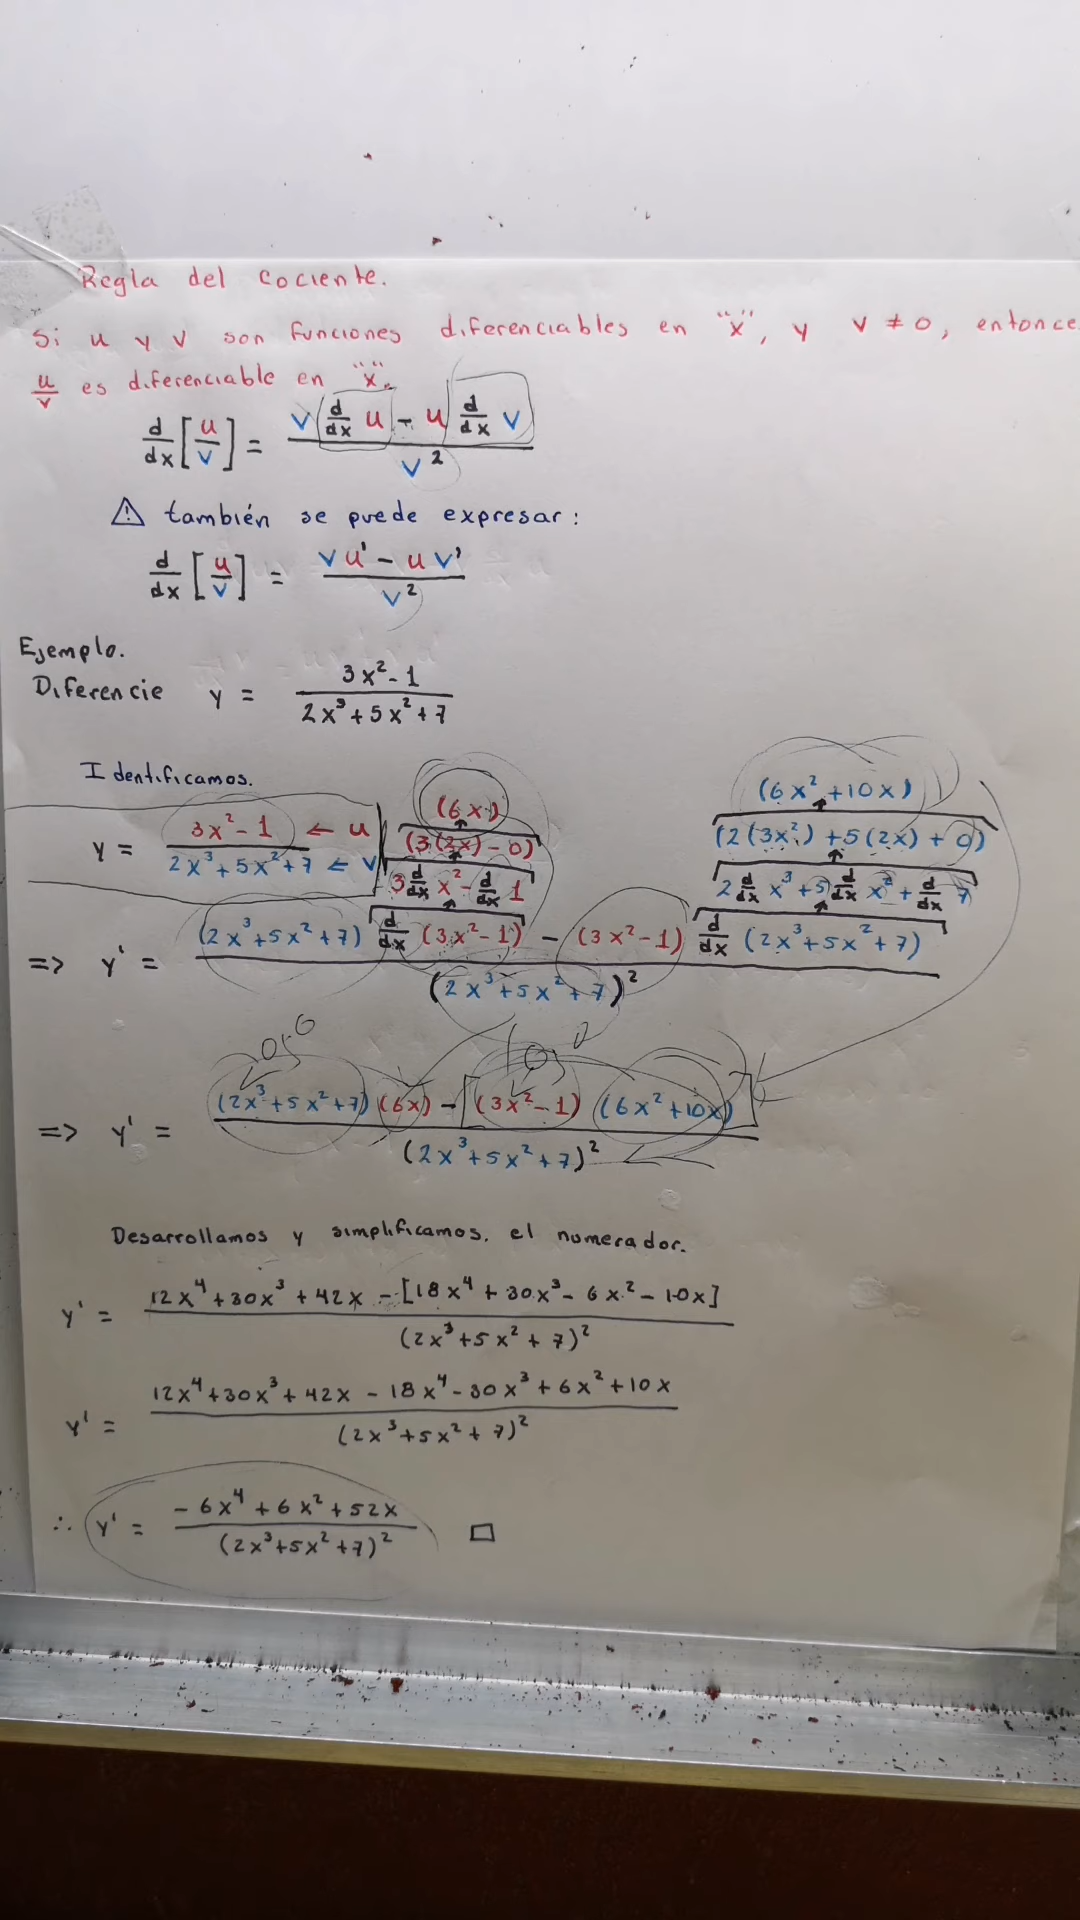 Regla del cociente.
Si u y v son funciones diferenciables en "x", y v ≠ 0, entonce
u/v es diferenciable en "x".
d/dx [u/v] = (v d/dx u - u d/dx v) / v²
⚠ también se puede expresar:
d/dx [u/v] = (v u' - u v') / v²
Ejemplo.
Diferencie y = (3x² - 1) / (2x³ + 5x² + 7)
Identificamos.
y = (3x² - 1) ← u / (2x³ + 5x² + 7) ← v
(6x) (6x² + 10x)
(3(2x) - 0) (2(3x²) + 5(2x) + 0)
3 d/dx x² - d/dx 1 2 d/dx x³ + 5 d/dx x² + d/dx 7
=> y' = ((2x³ + 5x² + 7) d/dx (3x² - 1) - (3x² - 1) d/dx (2x³ + 5x² + 7)) / (2x³ + 5x² + 7)²
=> y' = ((2x³ + 5x² + 7)(6x) - [(3x² - 1)(6x² + 10x)]) / (2x³ + 5x² + 7)²
Desarrollamos y simplificamos. el numerador.
y' = (12x⁴ + 30x³ + 42x - [18x⁴ + 30x³ - 6x² - 10x]) / (2x³ + 5x² + 7)²
y' = (12x⁴ + 30x³ + 42x - 18x⁴ - 30x³ + 6x² + 10x) / (2x³ + 5x² + 7)²
∴ y' = (-6x⁴ + 6x² + 52x) / (2x³ + 5x² + 7)² □